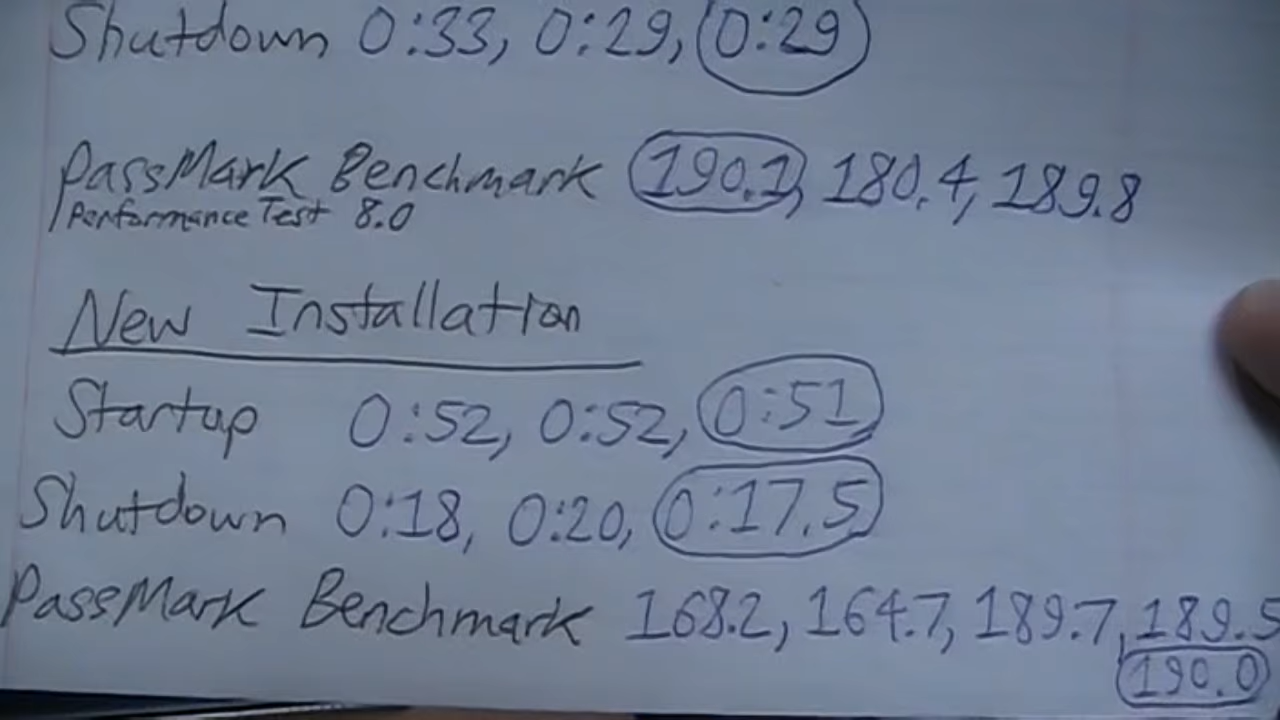 Shutdown 0:33, 0:29, 0:29
PassMark Benchmark 190.1, 180.4, 189.8
Performance Test 8.0
New Installation
Startup 0:52, 0:52, 0:51
Shutdown 0:18, 0:20, 0:17.5
PassMark Benchmark 168.2, 164.7, 189.7, 189.5
190.0